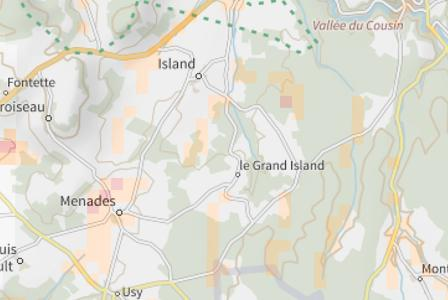 Vallée du Cousin
Island
Fontette
roiseau
le Grand Island
Menades
uis
ult
Mont
Usy